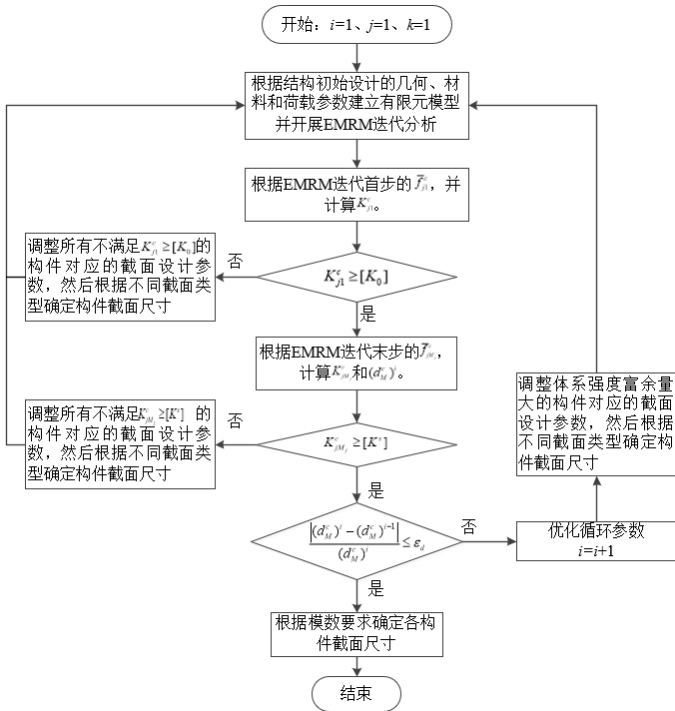 开始：i=1、j=1、k=1
根据结构初始设计的几何、材
料和荷载参数建立有限元模型
并开展EMRM迭代分析
根据EMRM迭代首步的 ，并
计算 。
调整所有不满足 ≥[K₀]的
构件对应的截面设计参
数，然后根据不同截面类
型确定构件截面尺寸
否
K_{j1}^{e}≥[K₀]
是
根据EMRM迭代末步的 ，
计算 和 。
调整所有不满足 ≥[K^{s}] 的
构件对应的截面设计参
数，然后根据不同截面类
型确定构件截面尺寸
否
≥[K^{s}]
是
调整体系强度富余量
大的构件对应的截面
设计参数，然后根据
不同截面类型确定构
件截面尺寸
否
优化循环参数
i=i+1
是
根据模数要求确定各构
件截面尺寸
结束